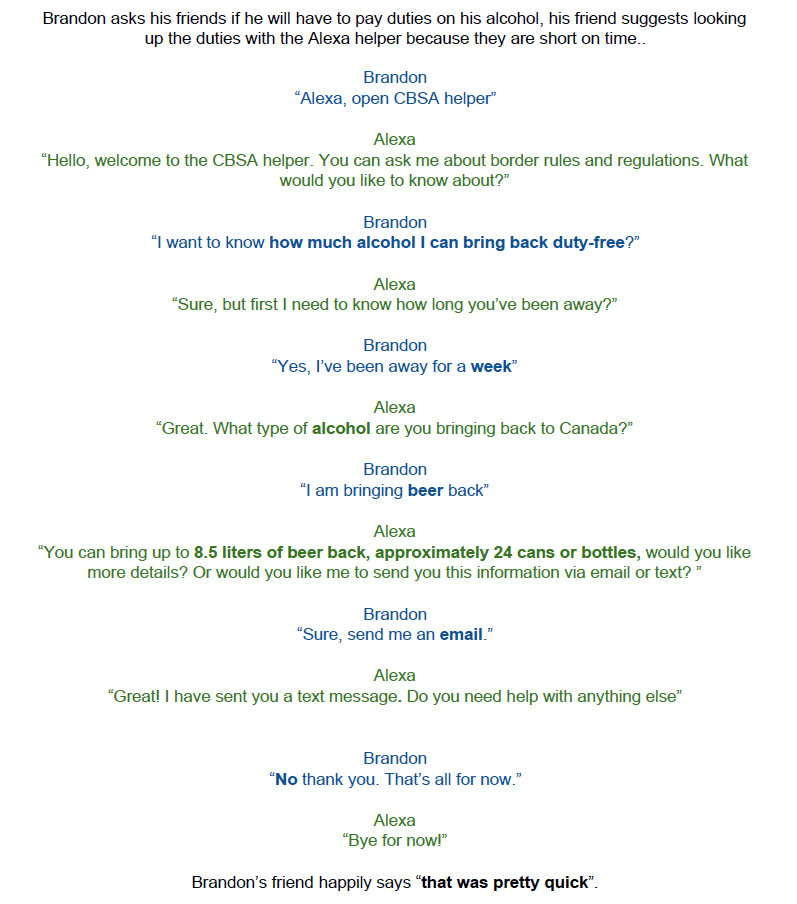 Brandon asks his friends if he will have to pay duties on his alcohol, his friend suggests looking
up the duties with the Alexa helper because they are short on time..
Brandon
“Alexa, open CBSA helper”
Alexa
“Hello, welcome to the CBSA helper. You can ask me about border rules and regulations. What
would you like to know about?”
Brandon
“I want to know how much alcohol I can bring back duty-free?”
Alexa
“Sure, but first I need to know how long you’ve been away?”
Brandon
“Yes, I’ve been away for a week”
Alexa
“Great. What type of alcohol are you bringing back to Canada?”
Brandon
“I am bringing beer back”
Alexa
“You can bring up to 8.5 liters of beer back, approximately 24 cans or bottles, would you like
more details? Or would you like me to send you this information via email or text? ”
Brandon
“Sure, send me an email.”
Alexa
“Great! I have sent you a text message. Do you need help with anything else”
Brandon
“No thank you. That’s all for now.”
Alexa
“Bye for now!”
Brandon’s friend happily says “that was pretty quick”.